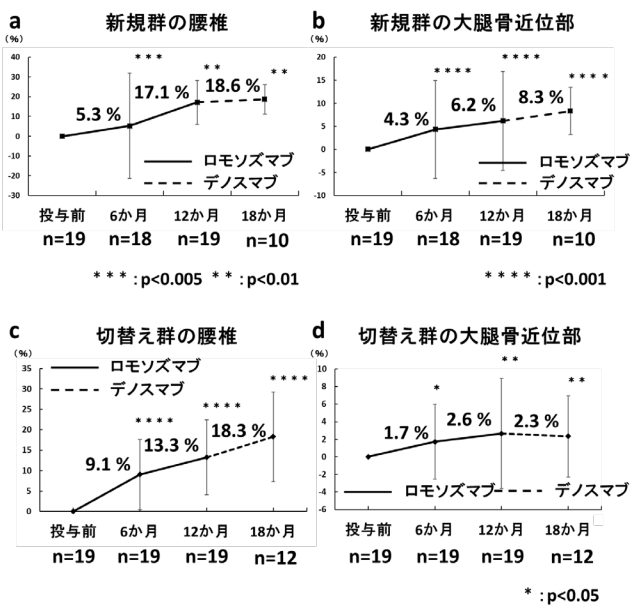 a 新規群の腰椎
(%)
40
30
20
10
0
-10
-20
-30
5.3 %
17.1 %
18.6 %
* * *
* *
* *
ロモソズマブ
デノスマブ
投与前 6か月 12か月 18か月
n=19 n=18 n=19 n=10
* * * : p<0.005 * * : p<0.01
b 新規群の大腿骨近位部
(%)
20
15
10
5
0
-5
-10
4.3 %
6.2 %
8.3 %
* * * *
* * * *
* * * *
ロモソズマブ
デノスマブ
投与前 6か月 12か月 18か月
n=19 n=18 n=19 n=10
* * * * : p<0.001
c 切替え群の腰椎
(%)
35
30
25
20
15
10
5
0
ロモソズマブ
デノスマブ
9.1 %
13.3 %
18.3 %
* * * *
* * * *
* * * *
投与前 6か月 12か月 18か月
n=19 n=19 n=19 n=12
d 切替え群の大腿骨近位部
(%)
10
8
6
4
2
0
-2
-4
-6
1.7 %
2.6 %
2.3 %
*
* *
* *
ロモソズマブ デノスマブ
投与前 6か月 12か月 18か月
n=19 n=19 n=19 n=12
* : p<0.05